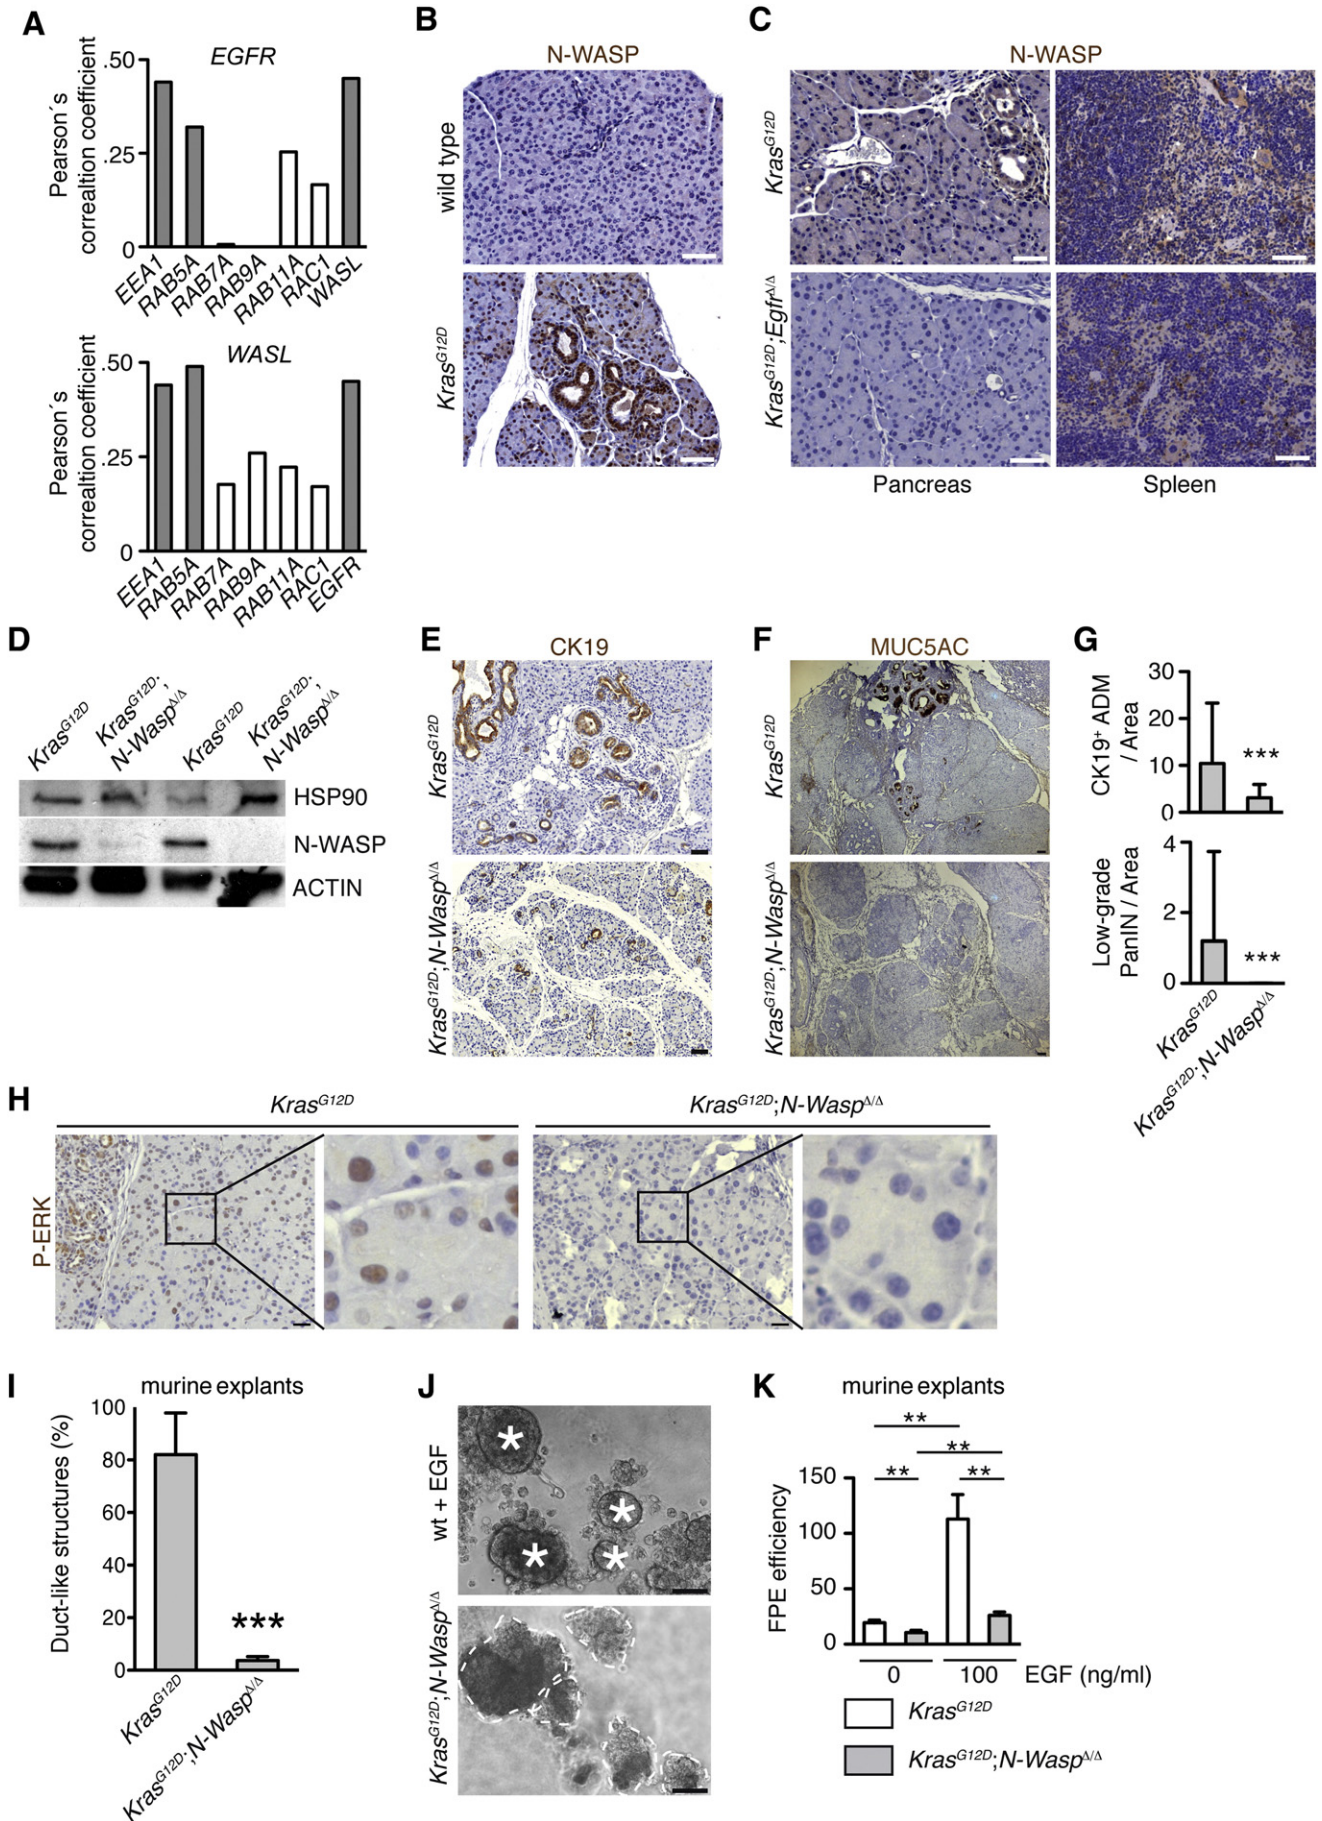 A
EGFR
Pearson´s
correaltion coefficient
.50
.25
0
EEA1
RAB5A
RAB7A
RAB9A
RAB11A
RAC1
WASL
WASL
Pearson´s
correaltion coefficient
.50
.25
0
EEA1
RAB5A
RAB7A
RAB9A
RAB11A
RAC1
EGFR
B
N-WASP
wild type
KrasG12D
C
N-WASP
KrasG12D
KrasG12D;EgfrΔ/Δ
Pancreas
Spleen
D
KrasG12D
KrasG12D;
N-WaspΔ/Δ
KrasG12D
KrasG12D;
N-WaspΔ/Δ
HSP90
N-WASP
ACTIN
E
CK19
KrasG12D
KrasG12D;N-WaspΔ/Δ
F
MUC5AC
KrasG12D
KrasG12D;N-WaspΔ/Δ
G
CK19+ ADM
/ Area
30
20
10
0
***
Low-grade
PanIN / Area
4
2
0
***
KrasG12D
KrasG12D;N-WaspΔ/Δ
H
KrasG12D
KrasG12D;N-WaspΔ/Δ
P-ERK
I
murine explants
Duct-like structures (%)
100
80
60
40
20
0
***
KrasG12D
KrasG12D;N-WaspΔ/Δ
J
wt + EGF
* * * *
KrasG12D;N-WaspΔ/Δ
K
murine explants
**
**
** **
FPE efficiency
150
100
50
0
0 100 EGF (ng/ml)
KrasG12D
KrasG12D;N-WaspΔ/Δ